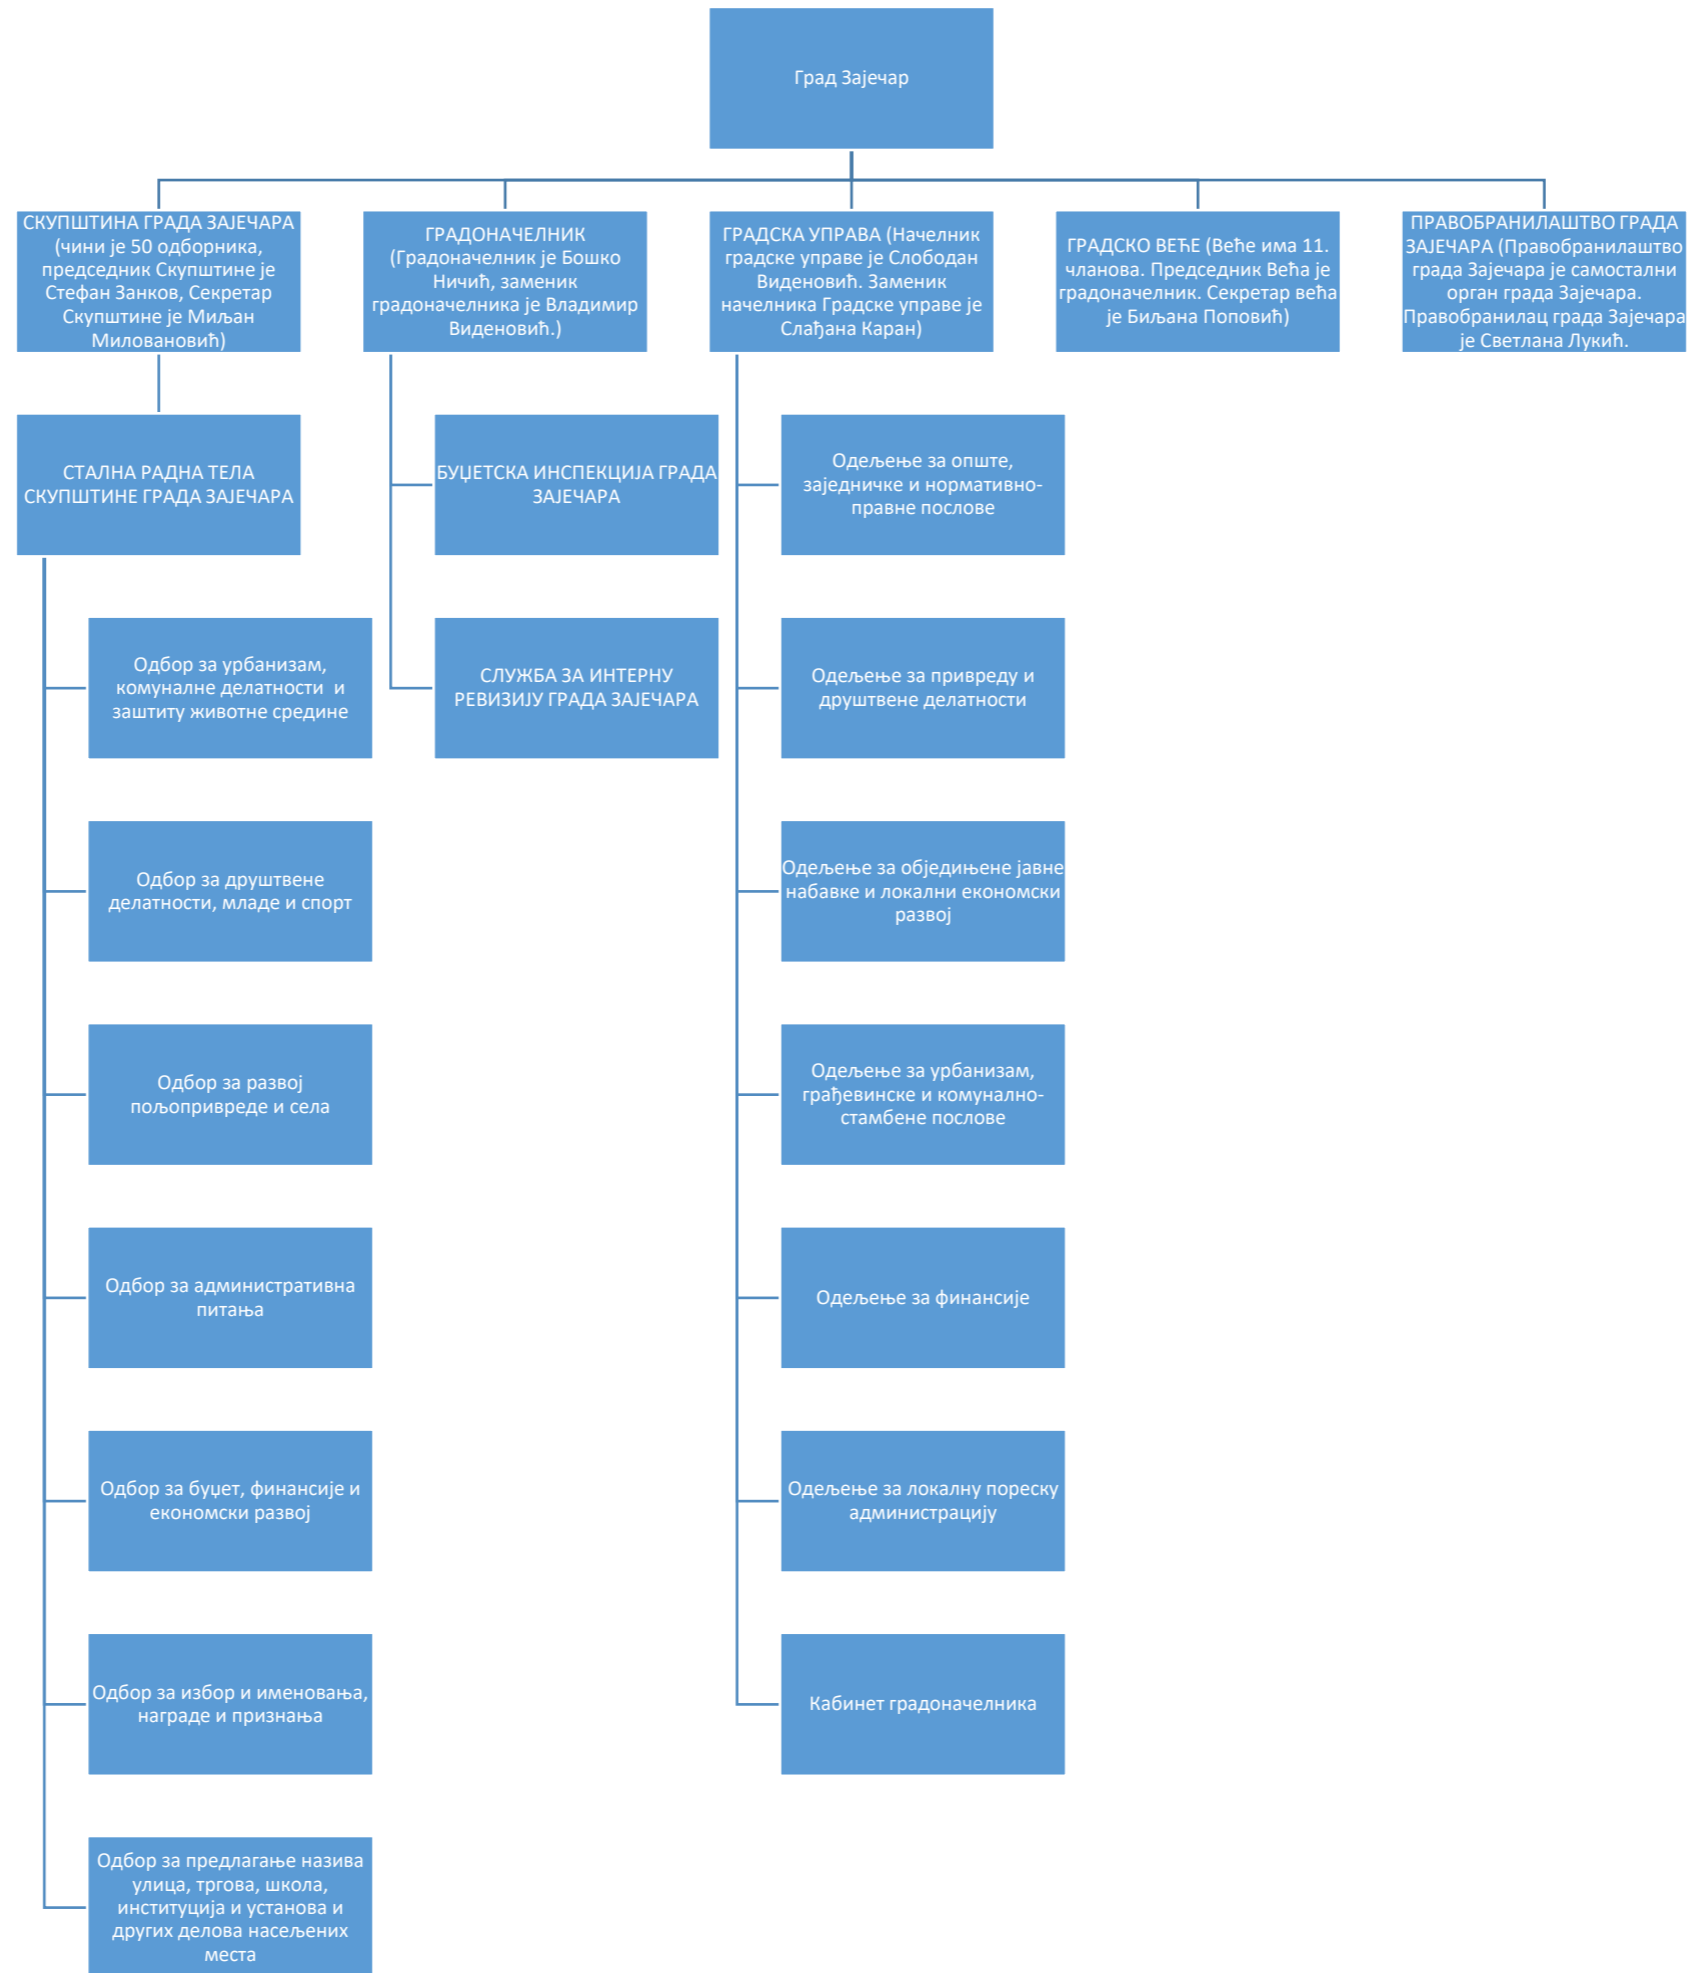 Град Зајечар
СКУПШТИНА ГРАДА ЗАЈЕЧАРА
(чини је 50 одборника,
председник Скупштине је
Стефан Занков, Секретар
Скупштине је Миљан
Миловановић)
ГРАДОНАЧЕЛНИК
(Градоначелник је Бошко
Ничић, заменик
градоначелника је Владимир
Виденовић.)
ГРАДСКА УПРАВА (Начелник
градске управе је Слободан
Виденовић. Заменик
начелника Градске управе је
Слађана Каран)
ГРАДСКО ВЕЋЕ (Веће има 11.
чланова. Председник Већа је
градоначелник. Секретар већа
је Биљана Поповић)
ПРАВОБРАНИЛАШТВО ГРАДА
ЗАЈЕЧАРА (Правобранилаштво
града Зајечара је самостални
орган града Зајечара.
Правобранилац града Зајечара
је Светлана Лукић.
СТАЛНА РАДНА ТЕЛА
СКУПШТИНЕ ГРАДА ЗАЈЕЧАРА
Одбор за урбанизам,
комуналне делатности  и
заштиту животне средине
Одбор за друштвене
делатности, младе и спорт
Одбор за развој
пољопривреде и села
Одбор за административна
питања
Одбор за буџет, финансије и
економски развој
Одбор за избор и именовања,
награде и признања
Одбор за предлагање назива
улица, тргова, школа,
институција и установа и
других делова насељених
места
БУЏЕТСКА ИНСПЕКЦИЈА ГРАДА
ЗАЈЕЧАРА
СЛУЖБА ЗА ИНТЕРНУ
РЕВИЗИЈУ ГРАДА ЗАЈЕЧАРА
Одељење за опште,
заједничке и нормативно-
правне послове
Одељење за привреду и
друштвене делатности
Одељење за обједињене јавне
набавке и локални економски
развој
Одељење за урбанизам,
грађевинске и комунално-
стамбене послове
Одељење за финансије
Одељење за локалну пореску
администрацију
Кабинет градоначелника